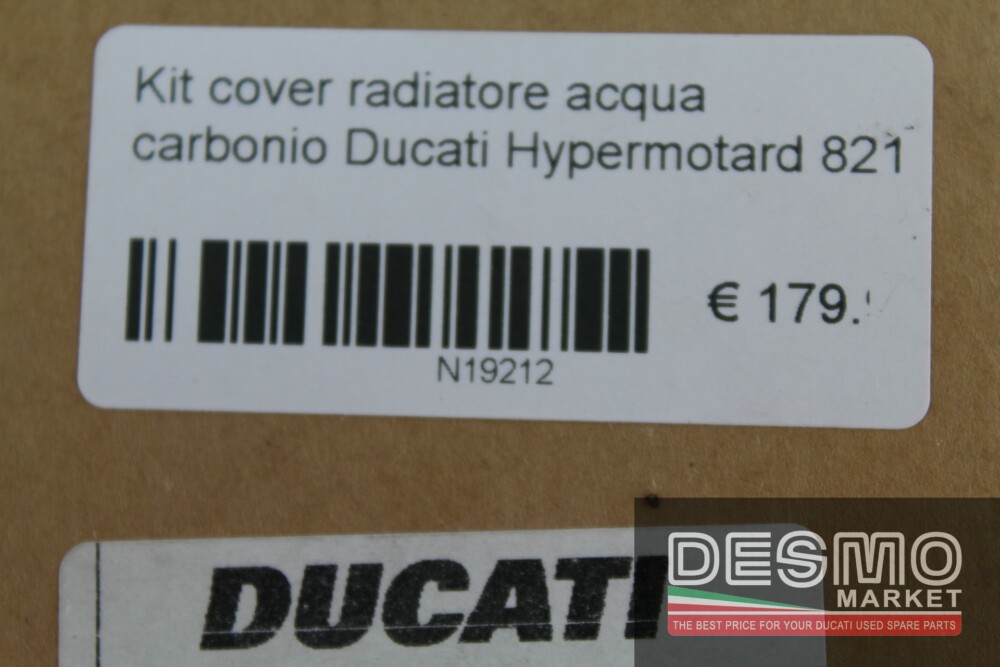 Kit cover radiatore acqua
carbonio Ducati Hypermotard 821
€ 179.
N19212
DUCATI
DESMO
MARKET
THE BEST PRICE FOR YOUR DUCATI USED SPARE PARTS